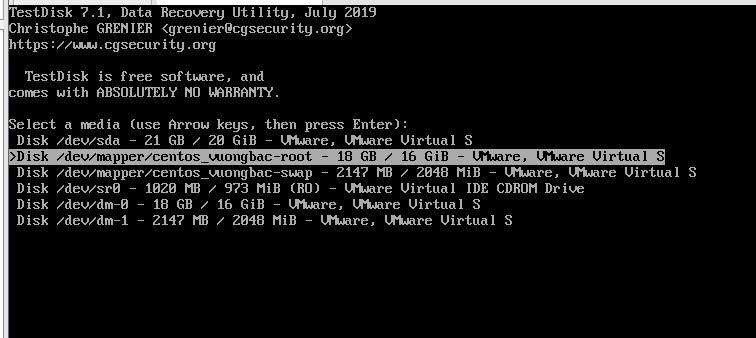 TestDisk 7.1, Data Recovery Utility, July 2019
Christophe GRENIER <grenier@cgsecurity.org>
https://www.cgsecurity.org
TestDisk is free software, and
comes with ABSOLUTELY NO WARRANTY.
Select a media (use Arrow keys, then press Enter):
Disk /dev/sda - 21 GB / 20 GiB - VMware, VMware Virtual S
>Disk /dev/mapper/centos_vuongbac-root - 18 GB / 16 GiB - VMware, VMware Virtual S
Disk /dev/mapper/centos_vuongbac-swap - 2147 MB / 2048 MiB - VMware, VMware Virtual S
Disk /dev/sr0 - 1020 MB / 973 MiB (RO) - VMware Virtual IDE CDROM Drive
Disk /dev/dm-0 - 18 GB / 16 GiB - VMware, VMware Virtual S
Disk /dev/dm-1 - 2147 MB / 2048 MiB - VMware, VMware Virtual S